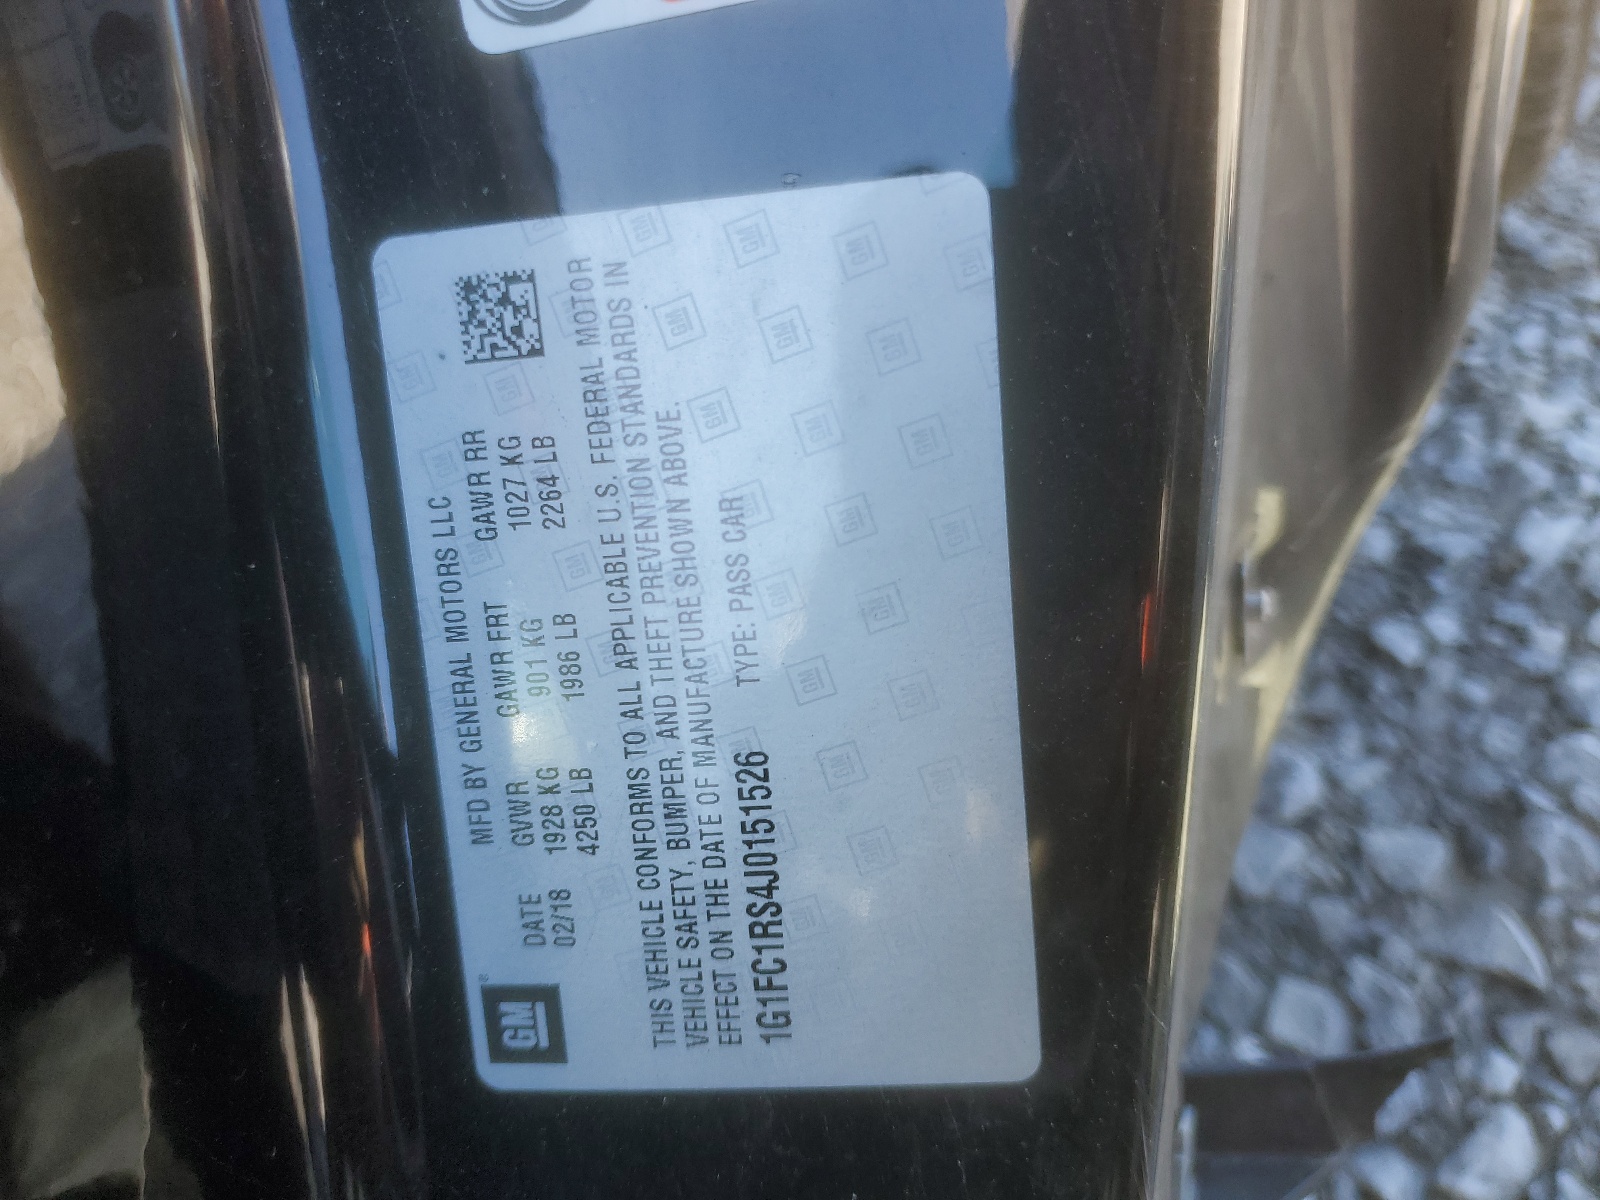 MFD BY GENERAL MOTORS LLC
GM
DATE GVWR GAWR FRT GAWR RR
02/18 1928 KG 901 KG 1027 KG
4250 LB 1986 LB 2264 LB
THIS VEHICLE CONFORMS TO ALL APPLICABLE U.S. FEDERAL MOTOR
VEHICLE SAFETY, BUMPER, AND THEFT PREVENTION STANDARDS IN
EFFECT ON THE DATE OF MANUFACTURE SHOWN ABOVE.
1G1FC1RS4J0151526 TYPE: PASS CAR